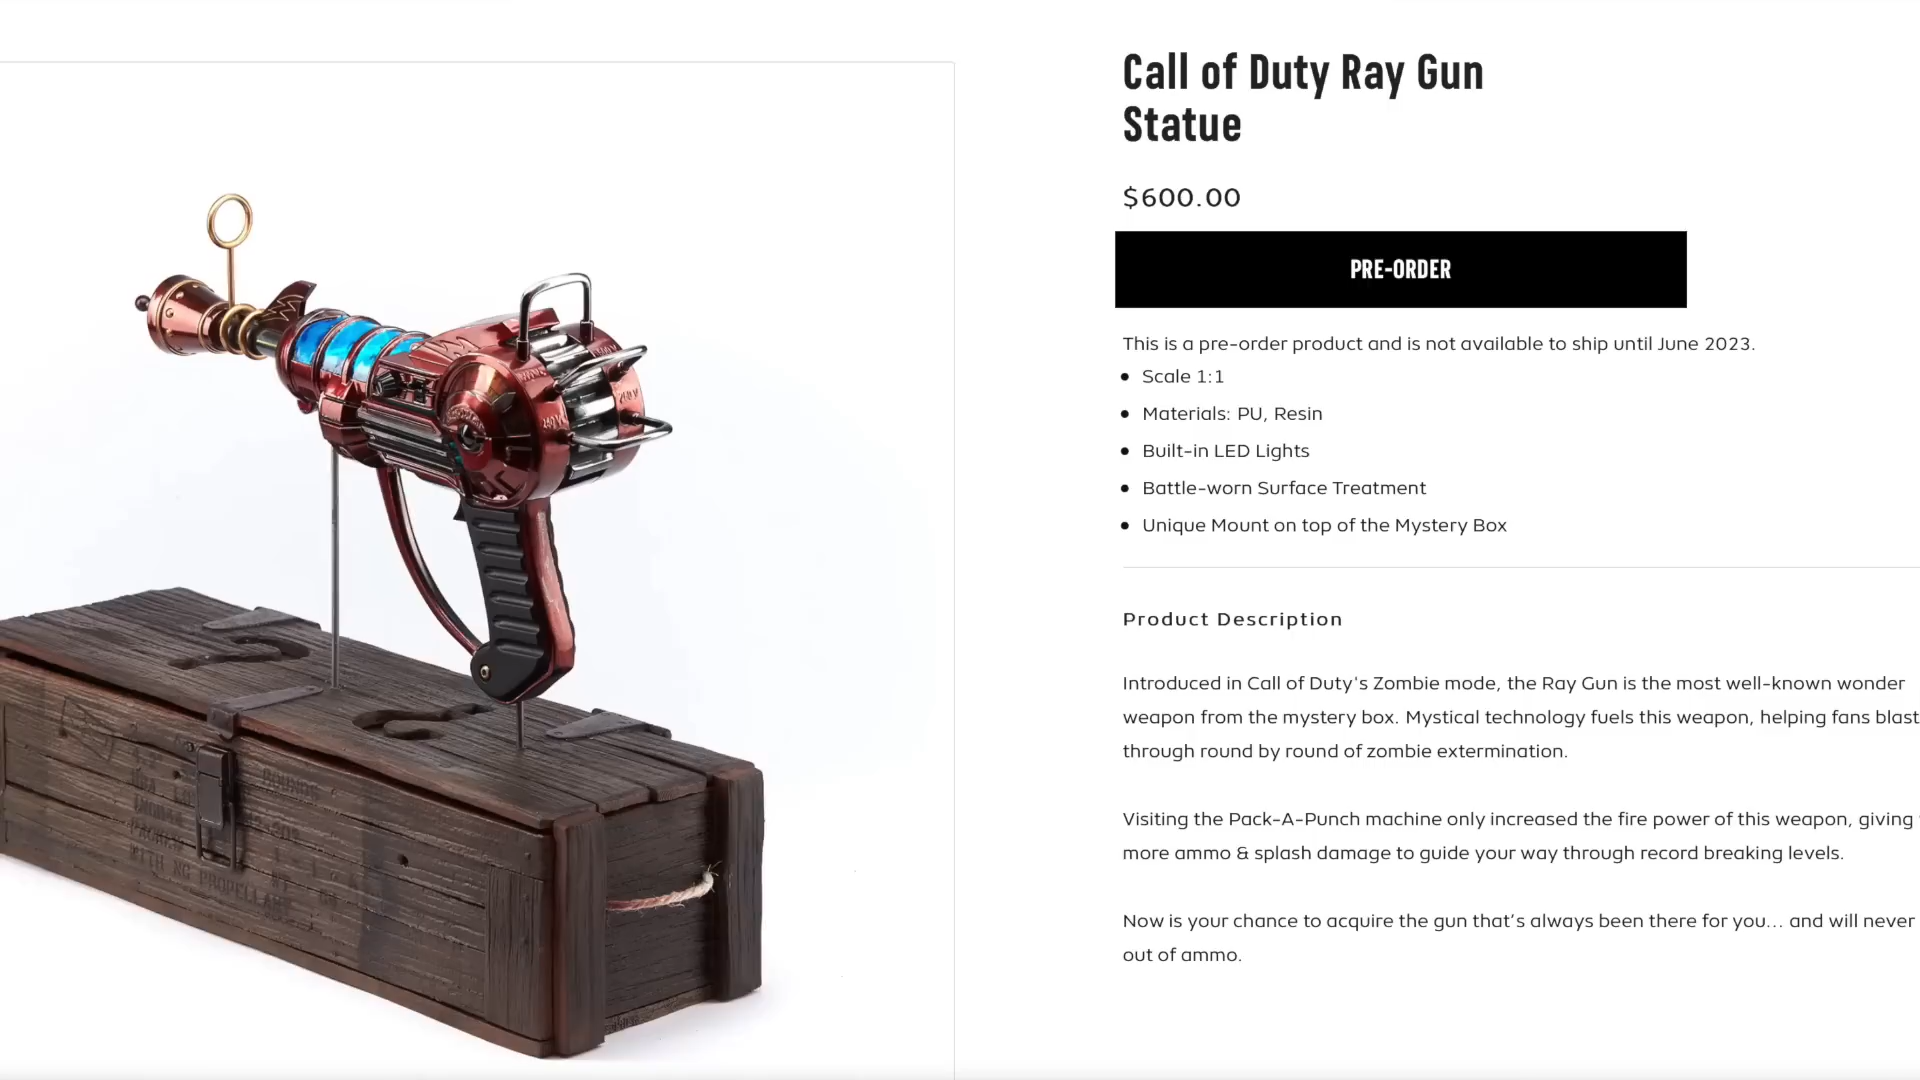 Call of Duty Ray Gun
Statue
$600.00
PRE-ORDER
This is a pre-order product and is not available to ship until June 2023.
• Scale 1:1
• Materials: PU, Resin
• Built-in LED Lights
• Battle-worn Surface Treatment
• Unique Mount on top of the Mystery Box
Product Description
Introduced in Call of Duty's Zombie mode, the Ray Gun is the most well-known wonder
weapon from the mystery box. Mystical technology fuels this weapon, helping fans blast
through round by round of zombie extermination.
Visiting the Pack-A-Punch machine only increased the fire power of this weapon, giving
more ammo & splash damage to guide your way through record breaking levels.
Now is your chance to acquire the gun that's always been there for you... and will never
out of ammo.
ROUNDS
WITH NG PROPELLANT